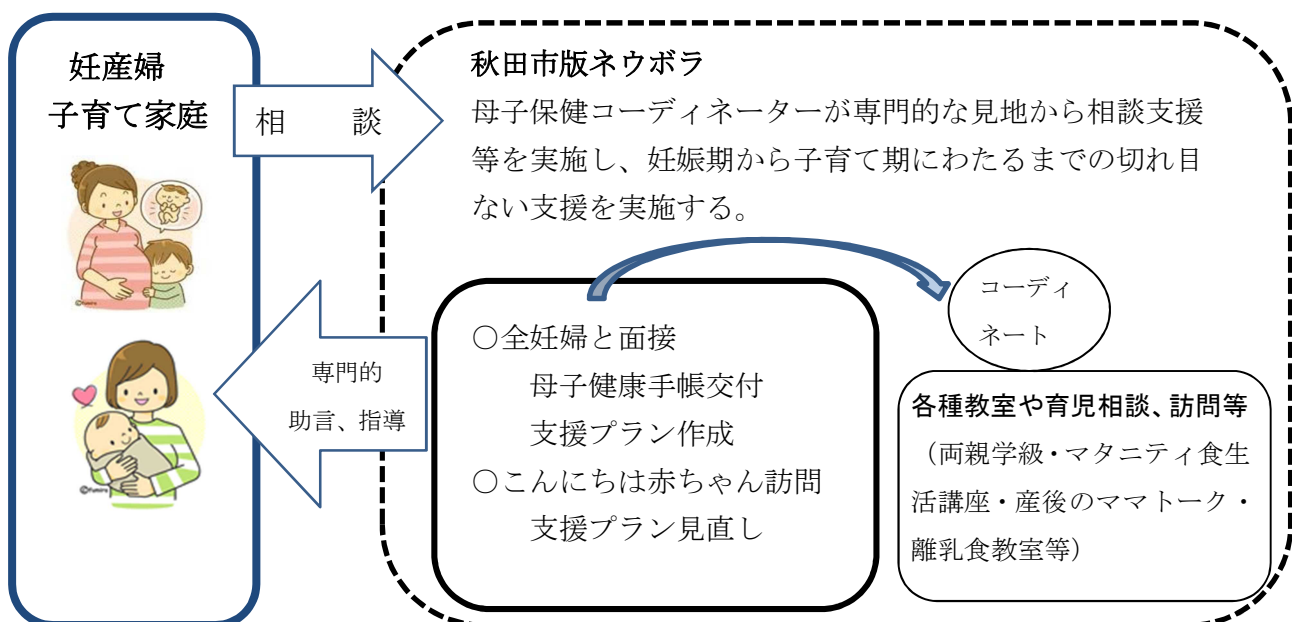 妊産婦
子育て家庭
相　談
専門的
助言、指導
秋田市版ネウボラ
母子保健コーディネーターが専門的な見地から相談支援
等を実施し、妊娠期から子育て期にわたるまでの切れ目
ない支援を実施する。
○全妊婦と面接
母子健康手帳交付
支援プラン作成
○こんにちは赤ちゃん訪問
支援プラン見直し
コーディ
ネート
各種教室や育児相談、訪問等
（両親学級・マタニティ食生
活講座・産後のママトーク・
離乳食教室等）